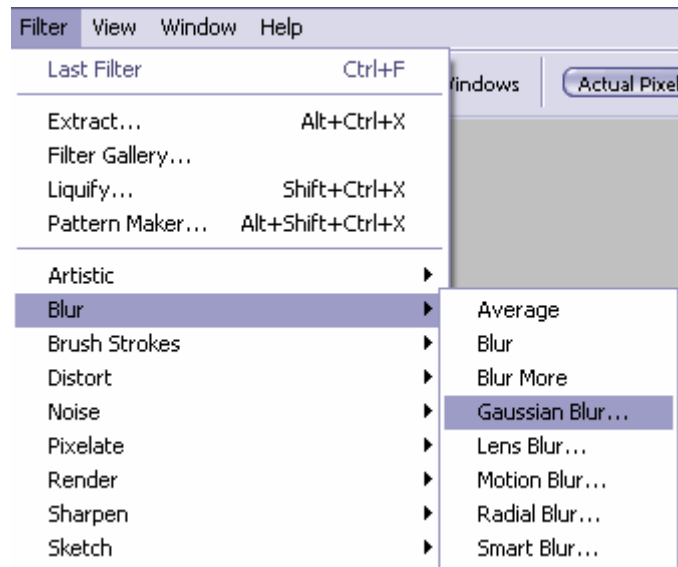 Filter View Window Help
Last Filter Ctrl+F
Windows Actual Pixel
Extract... Alt+Ctrl+X
Filter Gallery...
Liquify... Shift+Ctrl+X
Pattern Maker... Alt+Shift+Ctrl+X
Artistic
Blur
Brush Strokes
Distort
Noise
Pixelate
Render
Sharpen
Sketch
Average
Blur
Blur More
Gaussian Blur...
Lens Blur...
Motion Blur...
Radial Blur...
Smart Blur...